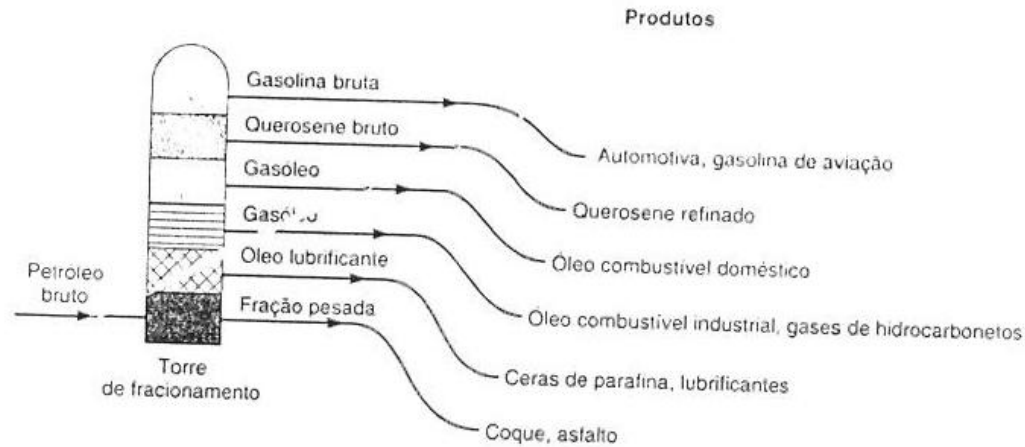 Produtos
Gasolina bruta
Querosene bruto
Gasóleo
Óleo lubrificante
Fração pesada
Petróleo
bruto
Torre
de fracionamento
Automotiva, gasolina de aviação
Querosene refinado
Óleo combustível doméstico
Óleo combustível industrial, gases de hidrocarbonetos
Ceras de parafina, lubrificantes
Coque, asfalto